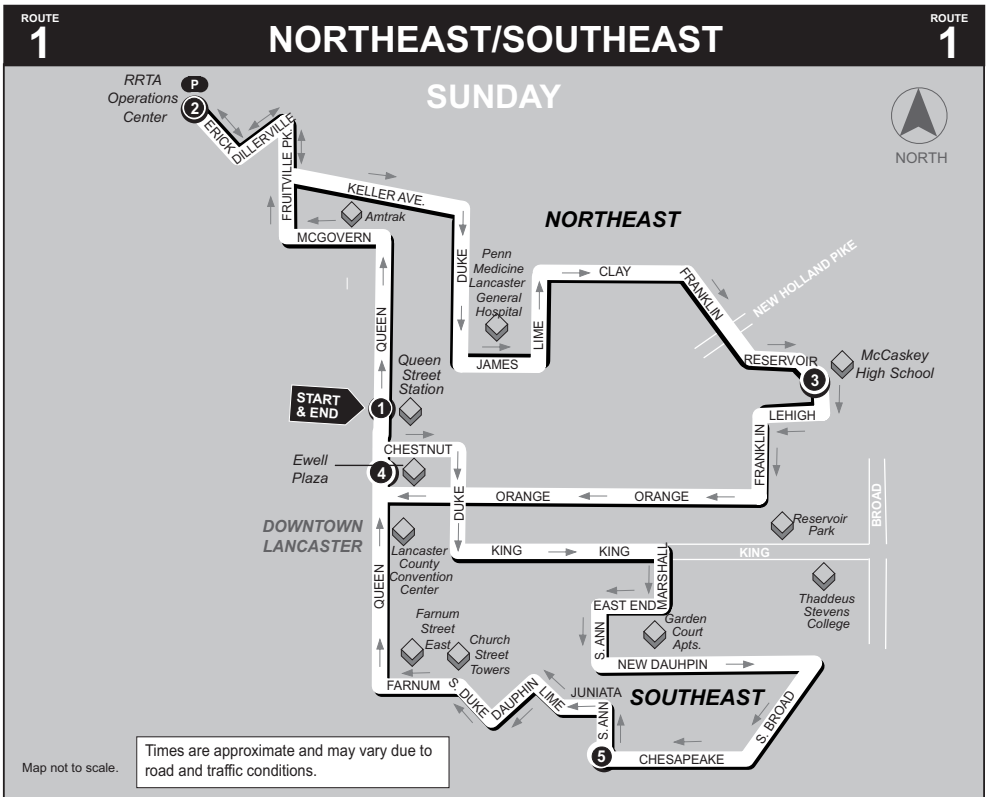 ROUTE
1
NORTHEAST/SOUTHEAST
ROUTE
1
SUNDAY
RRTA
Operations
Center
P
2
ERICK
DILLERVILLE
FRUITVILLE PK.
NORTH
KELLER AVE.
Amtrak
MCGOVERN
NORTHEAST
DUKE
Penn
Medicine
Lancaster
General
Hospital
CLAY
FRANKLIN
NEW HOLLAND PIKE
LIME
JAMES
QUEEN
RESERVOIR
3
McCaskey
High School
LEHIGH
FRANKLIN
Queen
Street
Station
START
& END
1
CHESTNUT
Ewell
Plaza
4
DUKE
ORANGE
ORANGE
Reservoir
Park
BROAD
DOWNTOWN
LANCASTER
Lancaster
County
Convention
Center
KING
KING
MARSHALL
KING
QUEEN
Thaddeus
Stevens
College
EAST END
Garden
Court
Apts.
S. ANN
Farnum
Street
East
Church
Street
Towers
NEW DAUHPIN
FARNUM
S. DUKE
DAUPHIN
LIME
JUNIATA
SOUTHEAST
S. ANN
S. BROAD
5
CHESAPEAKE
Map not to scale.
Times are approximate and may vary due to
road and traffic conditions.